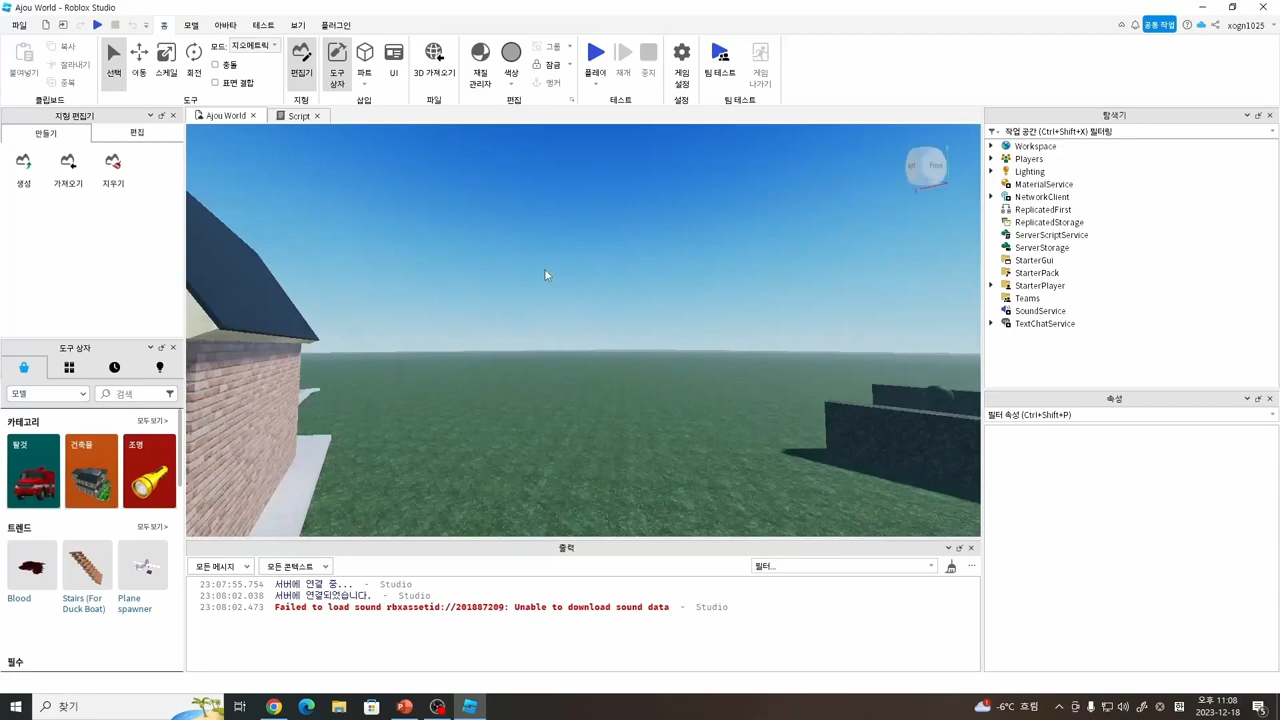 Ajou World - Roblox Studio
파일 홈 모델 아바타 테스트 보기 플러그인 공동 작업 xogn1025
붙여넣기 복사 잘라내기 중복 선택 이동 스케일 회전 모드: 지오메트릭 충돌 표면 결합 편집기 도구 상자 파트 UI 3D 가져오기 재질 관리자 색상 그룹 잠금 앵커 플레이 재개 중지 게임 설정 팀 테스트 게임 나가기
클립보드 도구 지형 삽입 파일 편집 테스트 설정 팀 테스트
지형 편집기
만들기 편집
생성 가져오기 지우기
도구 상자
모델 검색
카테고리 모두 보기 >
탈것 건축물 조명
트렌드 모두 보기 >
Blood Stairs (For Duck Boat) Plane spawner
필수
Ajou World Script
Front
출력
모든 메시지 모든 콘텍스트 필터...
23:07:55.754 서버에 연결 중... - Studio
23:08:02.038 서버에 연결되었습니다. - Studio
23:08:02.473 Failed to load sound rbxassetid://201887209: Unable to download sound data - Studio
탐색기
작업 공간 (Ctrl+Shift+X) 필터링
Workspace
Players
Lighting
MaterialService
NetworkClient
ReplicatedFirst
ReplicatedStorage
ServerScriptService
ServerStorage
StarterGui
StarterPack
StarterPlayer
Teams
SoundService
TextChatService
속성
필터 속성 (Ctrl+Shift+P)
찾기 -6°C 흐림 오후 11:08
2023-12-18